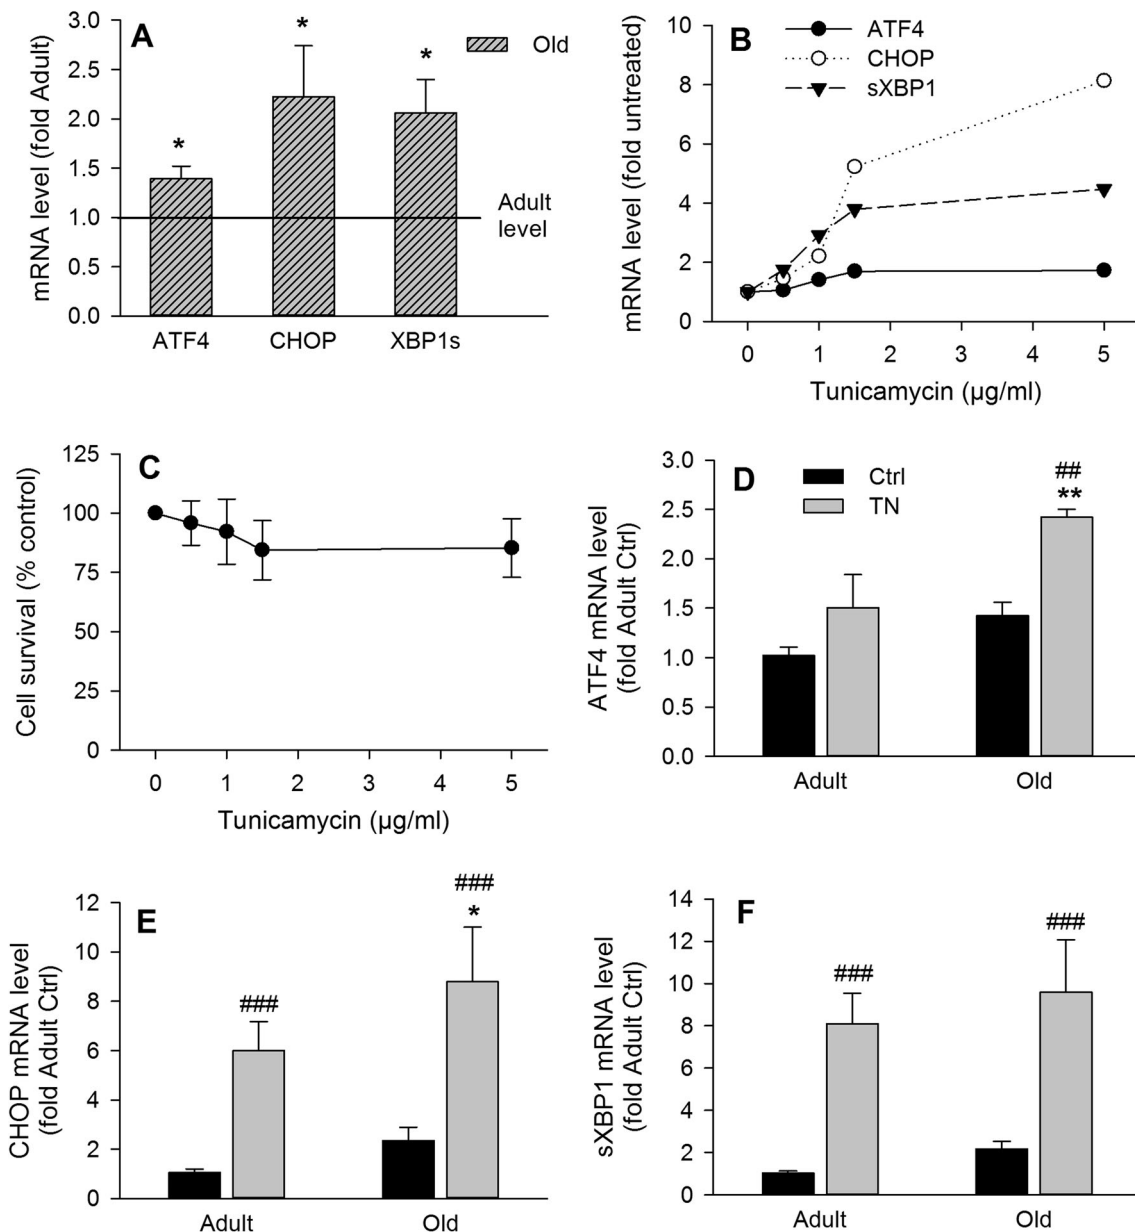 A
mRNA level (fold Adult)
3.0
2.5
2.0
1.5
1.0
0.5
0.0
*
*
*
Old
Adult
level
ATF4 CHOP XBP1s
B
mRNA level (fold untreated)
10
8
6
4
2
0
ATF4
CHOP
sXBP1
0 1 2 3 4 5
Tunicamycin (µg/ml)
C
Cell survival (% control)
125
100
75
50
25
0
0 1 2 3 4 5
Tunicamycin (µg/ml)
D
ATF4 mRNA level
(fold Adult Ctrl)
3.0
2.5
2.0
1.5
1.0
0.5
0.0
Ctrl
TN
##
**
Adult Old
E
CHOP mRNA level
(fold Adult Ctrl)
12
10
8
6
4
2
0
###
###
*
Adult Old
F
sXBP1 mRNA level
(fold Adult Ctrl)
14
12
10
8
6
4
2
0
###
###
Adult Old